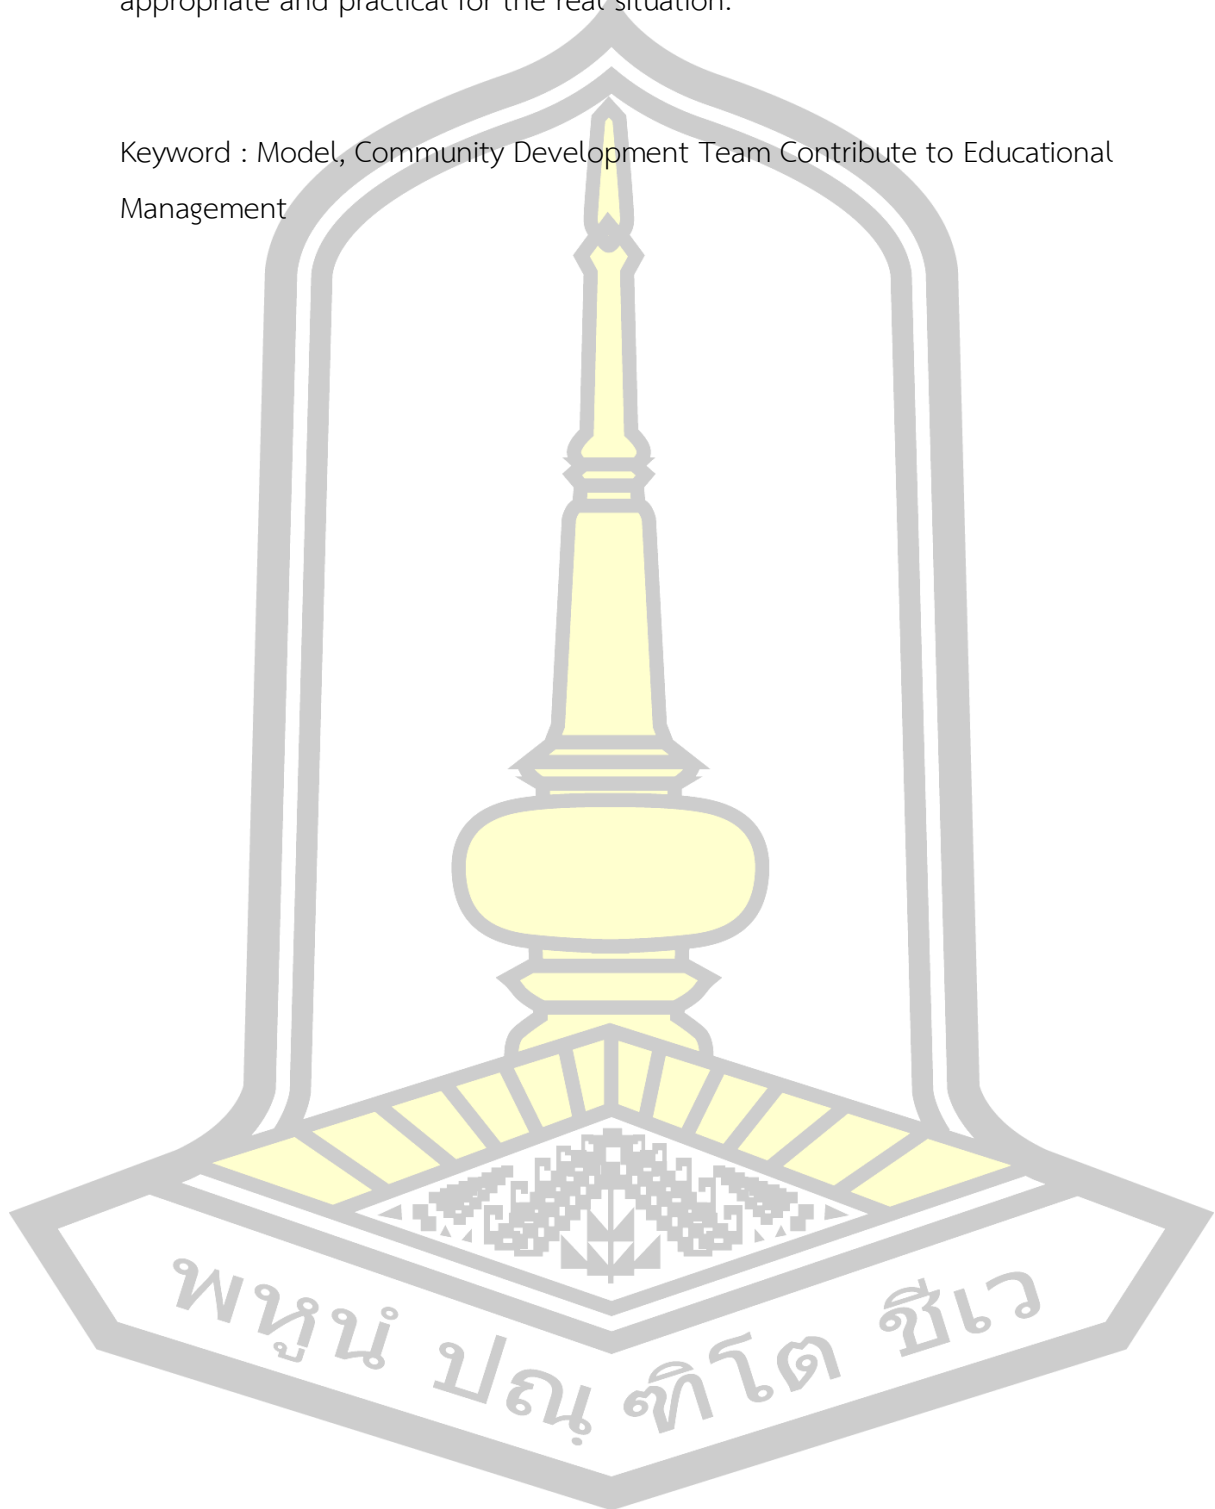 appropriate and practical for the real situation.
Keyword : Model, Community Development Team Contribute to Educational
Management
พหูนํ ปณฺฑิโต ชีเว